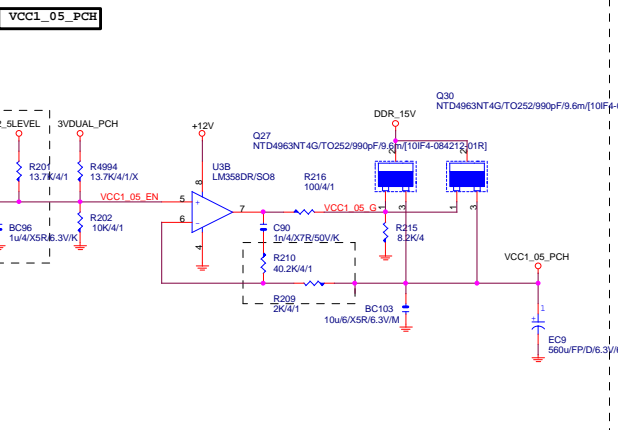 VCC1_05_PCH
Q30
NTD4963NT4G/TO252/990pF/9.6m/[10IF4-0
DDR_15V
2_5LEVEL
3VDUAL_PCH
+12V
Q27
NTD4963NT4G/TO252/990pF/9.6m/[10IF4-084212-01R]
2
2
R201
13.7K/4/1
R4994
13.7K/4/1/X
U3B
LM358DR/SO8
8
R216
100/4/1
VCC1_05_EN
5
+
6
-
7
4
VCC1_05_G
1
3
1
3
BC96
1u/4/X5R/6.3V/K
R202
10K/4/1
C90
1n/4/X7R/50V/K
R215
8.2K/4
R210
40.2K/4/1
VCC1_05_PCH
R209
2K/4/1
BC103
10u/6/X5R/6.3V/M
1
+
EC9
560u/FP/D/6.3V/6